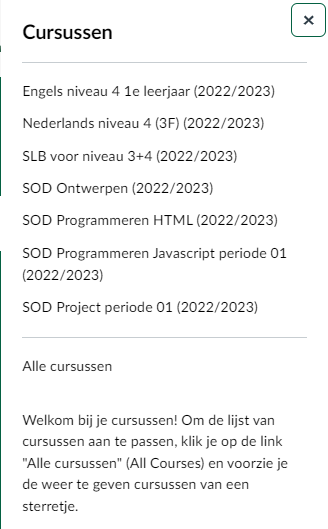 Cursussen
Engels niveau 4 1e leerjaar (2022/2023)
Nederlands niveau 4 (3F) (2022/2023)
SLB voor niveau 3+4 (2022/2023)
SOD Ontwerpen (2022/2023)
SOD Programmeren HTML (2022/2023)
SOD Programmeren Javascript periode 01
(2022/2023)
SOD Project periode 01 (2022/2023)
Alle cursussen
Welkom bij je cursussen! Om de lijst van
cursussen aan te passen, klik je op de link
"Alle cursussen" (All Courses) en voorzie je
de weer te geven cursussen van een
sterretje.